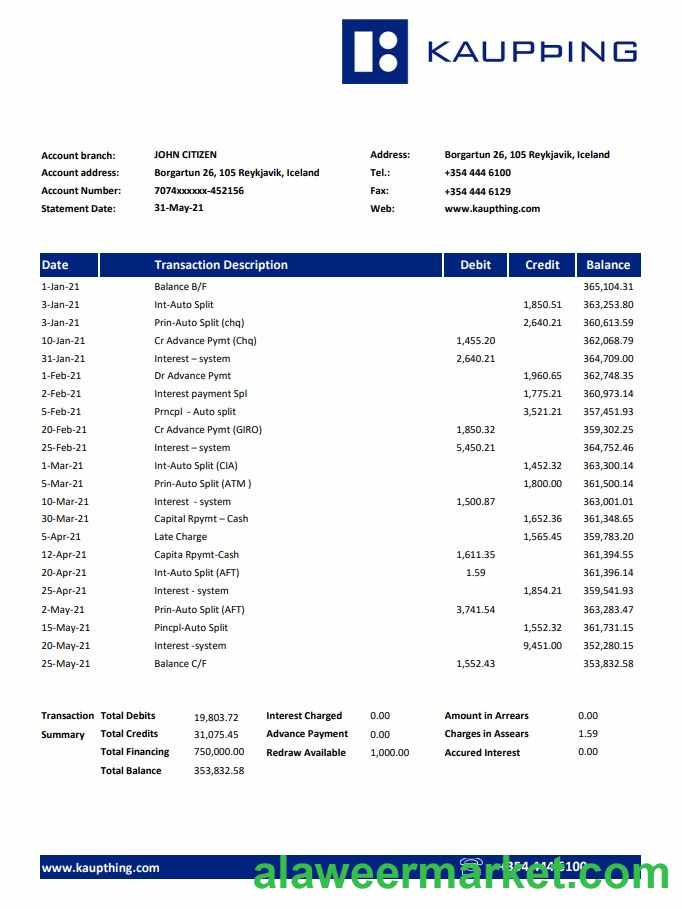 KAUPÞING
Account branch: JOHN CITIZEN Address: Borgartun 26, 105 Reykjavik, Iceland
Account address: Borgartun 26, 105 Reykjavik, Iceland Tel.: +354 444 6100
Account Number: 7074xxxxxx-452156 Fax: +354 444 6129
Statement Date: 31-May-21 Web: www.kaupthing.com
Date Transaction Description Debit Credit Balance
1-Jan-21 Balance B/F 365,104.31
3-Jan-21 Int-Auto Split 1,850.51 363,253.80
3-Jan-21 Prin-Auto Split (chq) 2,640.21 360,613.59
10-Jan-21 Cr Advance Pymt (Chq) 1,455.20 362,068.79
31-Jan-21 Interest – system 2,640.21 364,709.00
1-Feb-21 Dr Advance Pymt 1,960.65 362,748.35
2-Feb-21 Interest payment Spl 1,775.21 360,973.14
5-Feb-21 Prncpl - Auto split 3,521.21 357,451.93
20-Feb-21 Cr Advance Pymt (GIRO) 1,850.32 359,302.25
25-Feb-21 Interest – system 5,450.21 364,752.46
1-Mar-21 Int-Auto Split (CIA) 1,452.32 363,300.14
5-Mar-21 Prin-Auto Split (ATM ) 1,800.00 361,500.14
10-Mar-21 Interest - system 1,500.87 363,001.01
30-Mar-21 Capital Rpymt – Cash 1,652.36 361,348.65
5-Apr-21 Late Charge 1,565.45 359,783.20
12-Apr-21 Capita Rpymt-Cash 1,611.35 361,394.55
20-Apr-21 Int-Auto Split (AFT) 1.59 361,396.14
25-Apr-21 Interest - system 1,854.21 359,541.93
2-May-21 Prin-Auto Split (AFT) 3,741.54 363,283.47
15-May-21 Pincpl-Auto Split 1,552.32 361,731.15
20-May-21 Interest -system 9,451.00 352,280.15
25-May-21 Balance C/F 1,552.43 353,832.58
Transaction Total Debits 19,803.72 Interest Charged 0.00 Amount in Arrears 0.00
Summary Total Credits 31,075.45 Advance Payment 0.00 Charges in Assears 1.59
Total Financing 750,000.00 Redraw Available 1,000.00 Accured Interest 0.00
Total Balance 353,832.58
www.kaupthing.com +354 444 6100
alaweermarket.com